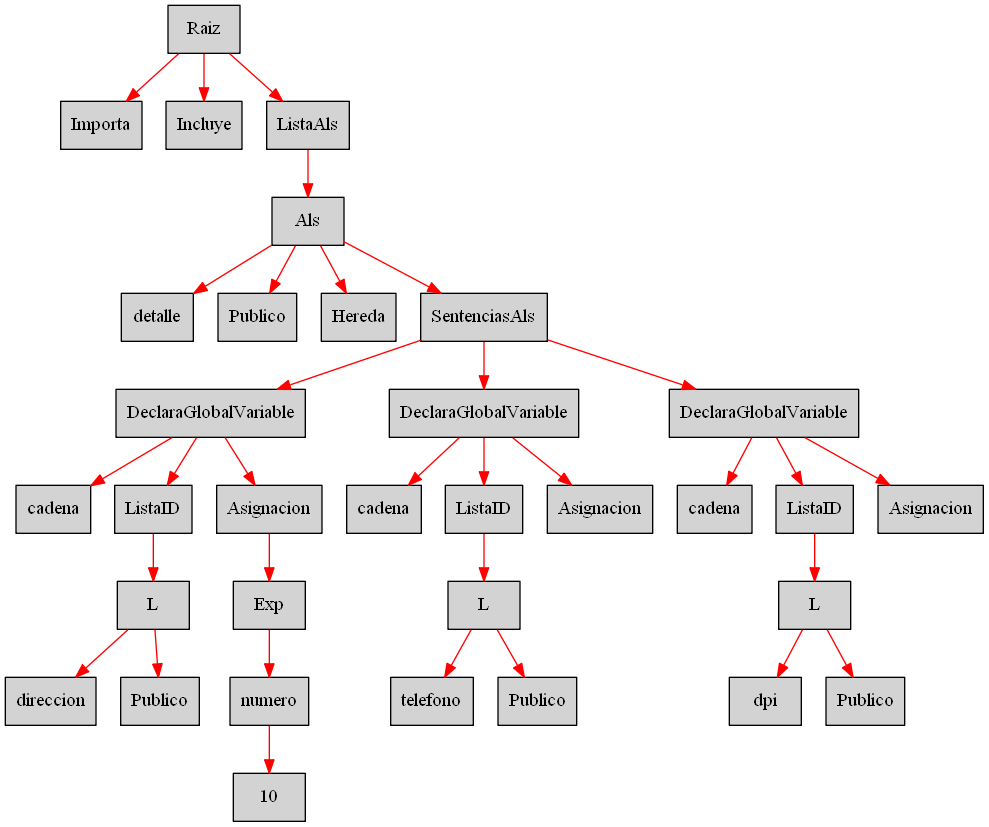 Raiz
Importa Incluye ListaAls
Als
detalle Publico Hereda SentenciasAls
DeclaraGlobalVariable DeclaraGlobalVariable DeclaraGlobalVariable
cadena ListaID Asignacion cadena ListaID Asignacion cadena ListaID Asignacion
L Exp L L
direccion Publico numero telefono Publico dpi Publico
10